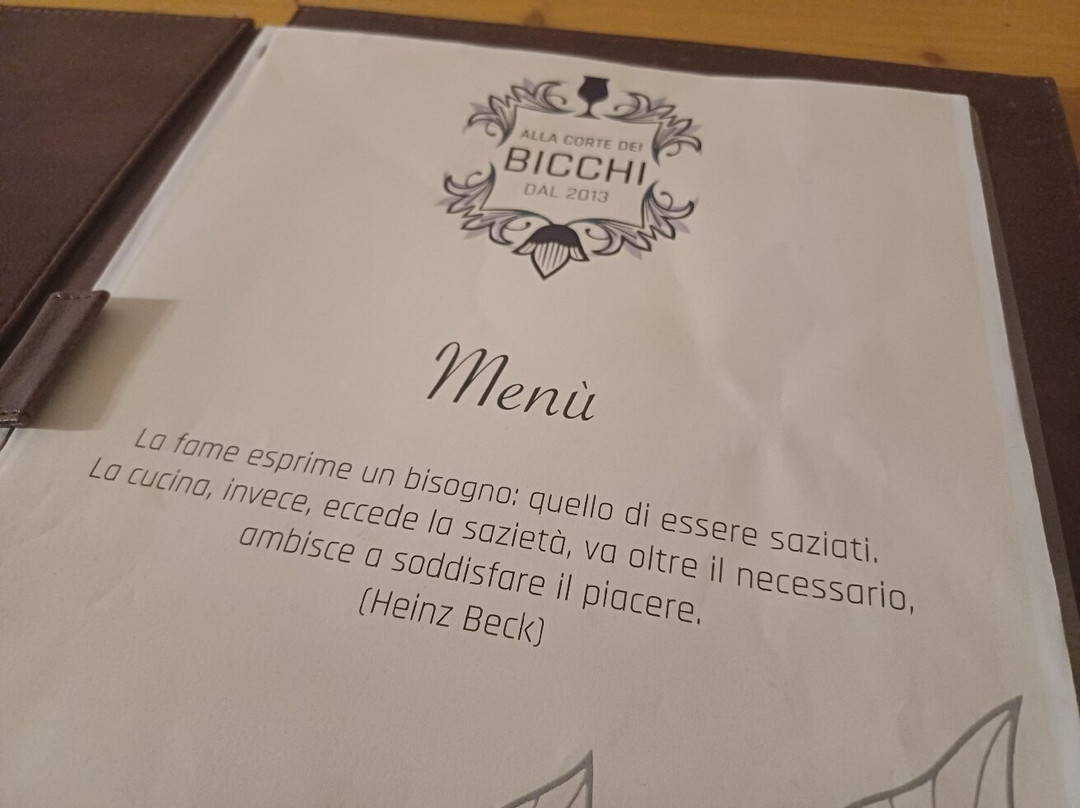 ALLA CORTE DEI
BICCHI
DAL 2013
Menù
La fame esprime un bisogno: quello di essere saziati.
La cucina, invece, eccede la sazietà, va oltre il necessario,
ambisce a soddisfare il piacere.
(Heinz Beck)